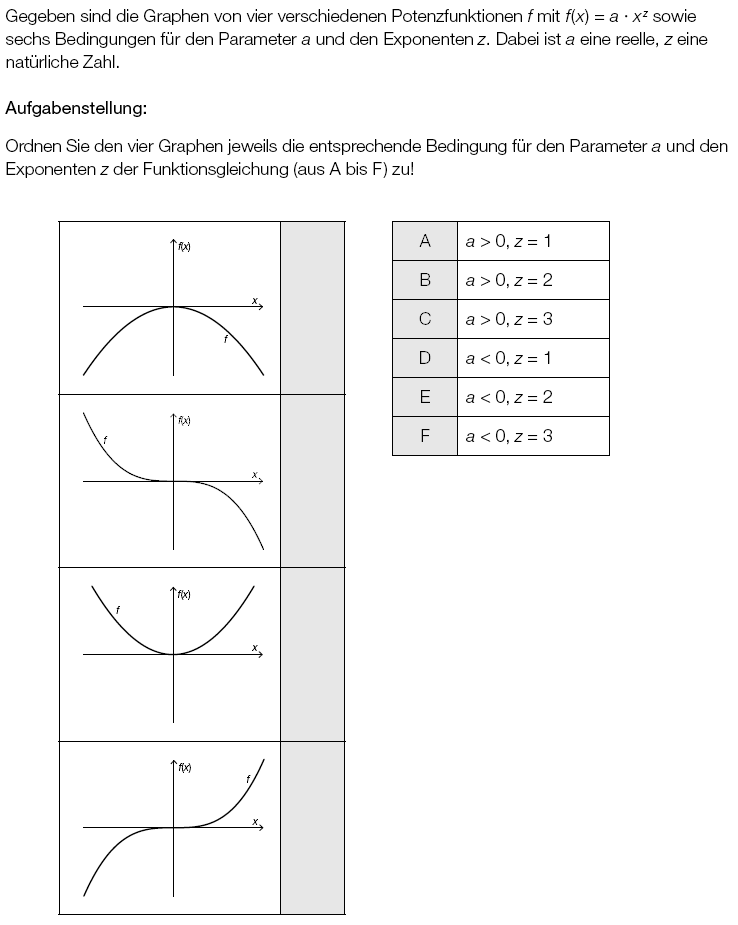 Gegeben sind die Graphen von vier verschiedenen Potenzfunktionen f mit f(x) = a · xᶻ sowie
sechs Bedingungen für den Parameter a und den Exponenten z. Dabei ist a eine reelle, z eine
natürliche Zahl.
Aufgabenstellung:
Ordnen Sie den vier Graphen jeweils die entsprechende Bedingung für den Parameter a und den
Exponenten z der Funktionsgleichung (aus A bis F) zu!
f(x)
x
f
f(x)
f
x
f(x)
f
x
f(x)
f
x
A a > 0, z = 1
B a > 0, z = 2
C a > 0, z = 3
D a < 0, z = 1
E a < 0, z = 2
F a < 0, z = 3